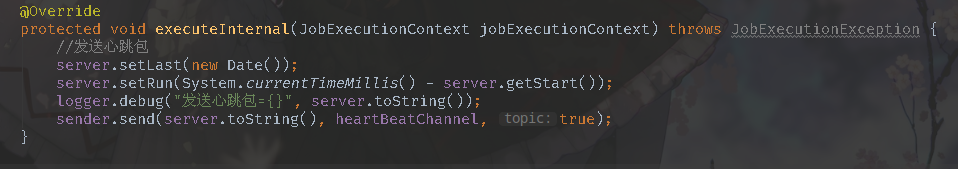 @Override
protected void executeInternal(JobExecutionContext jobExecutionContext) throws JobExecutionException {
//发送心跳包
server.setLast(new Date());
server.setRun(System.currentTimeMillis() - server.getStart());
logger.debug("发送心跳包={}", server.toString());
sender.send(server.toString(), heartBeatChannel, topic: true);
}